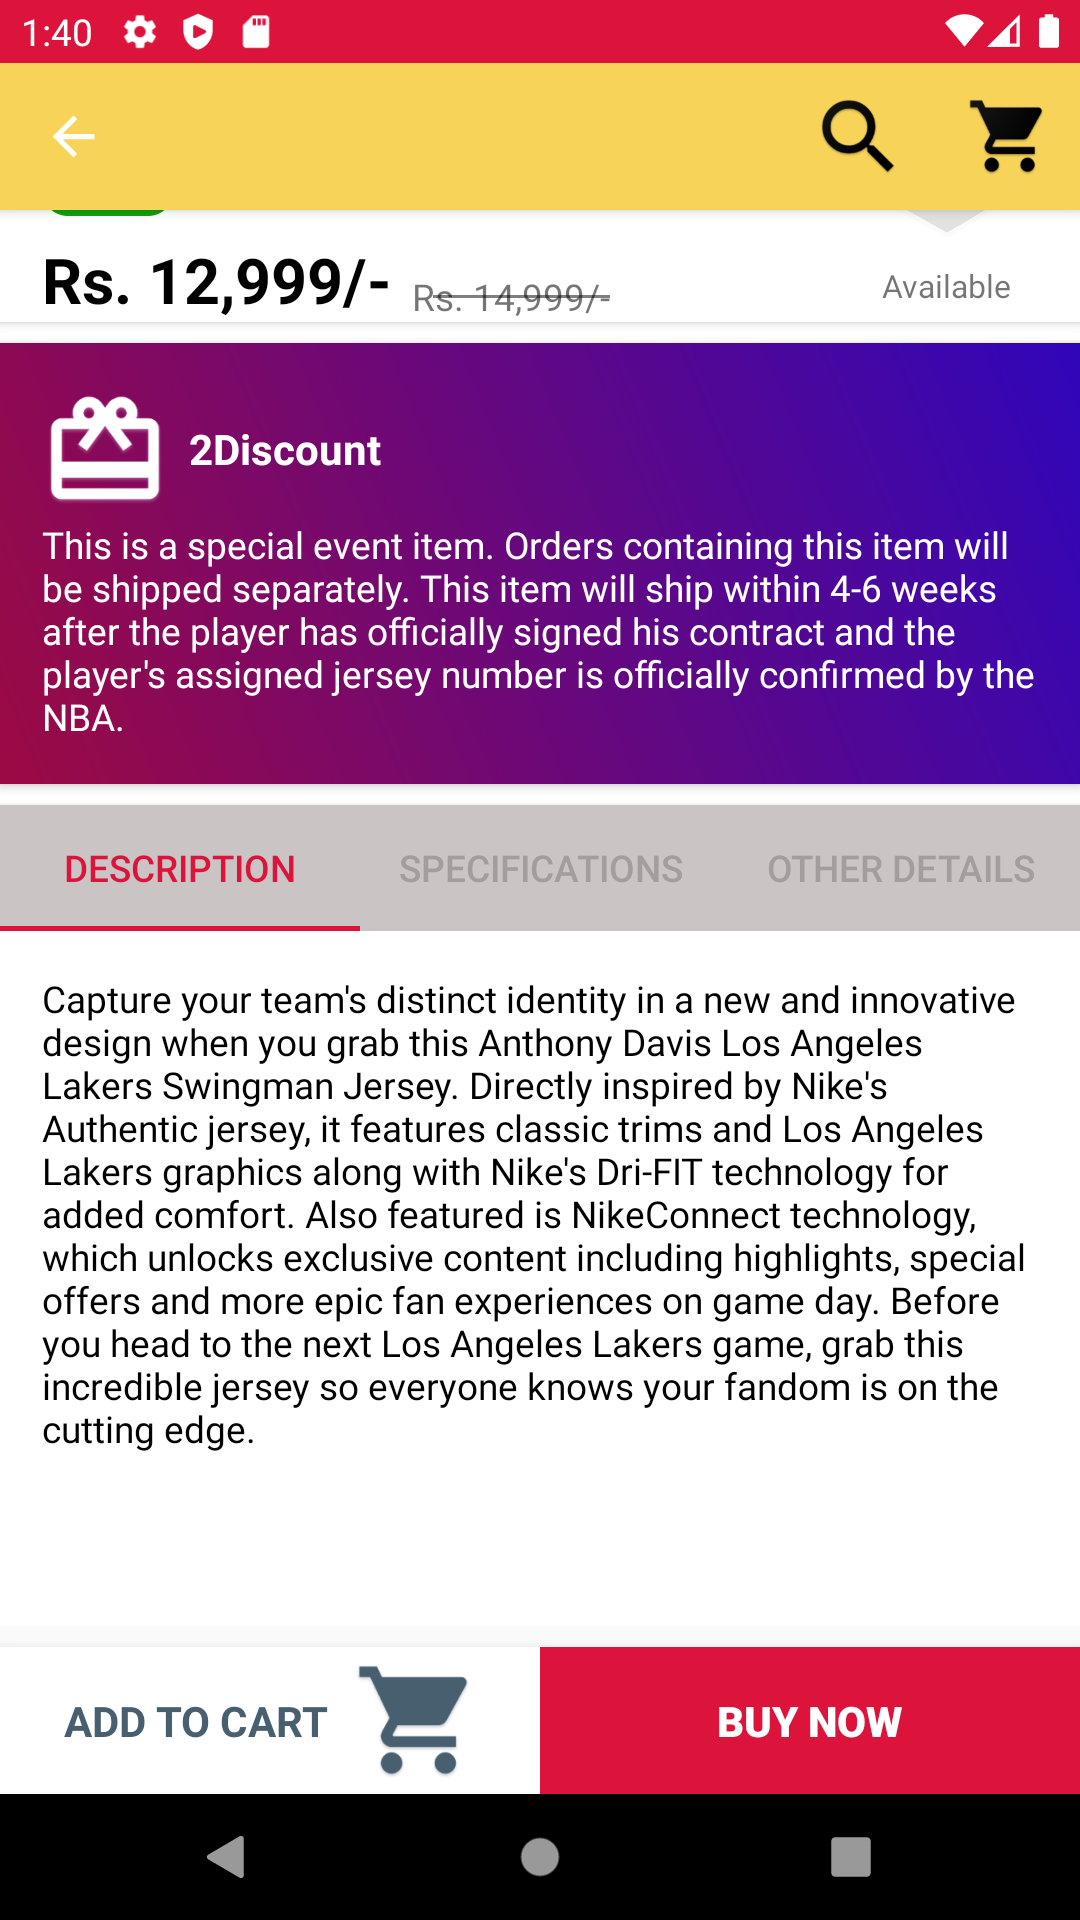 1:40
Rs. 12,999/- Rs. 14,999/- Available
2Discount
This is a special event item. Orders containing this item will
be shipped separately. This item will ship within 4-6 weeks
after the player has officially signed his contract and the
player's assigned jersey number is officially confirmed by the
NBA.
DESCRIPTION SPECIFICATIONS OTHER DETAILS
Capture your team's distinct identity in a new and innovative
design when you grab this Anthony Davis Los Angeles
Lakers Swingman Jersey. Directly inspired by Nike's
Authentic jersey, it features classic trims and Los Angeles
Lakers graphics along with Nike's Dri-FIT technology for
added comfort. Also featured is NikeConnect technology,
which unlocks exclusive content including highlights, special
offers and more epic fan experiences on game day. Before
you head to the next Los Angeles Lakers game, grab this
incredible jersey so everyone knows your fandom is on the
cutting edge.
ADD TO CART BUY NOW